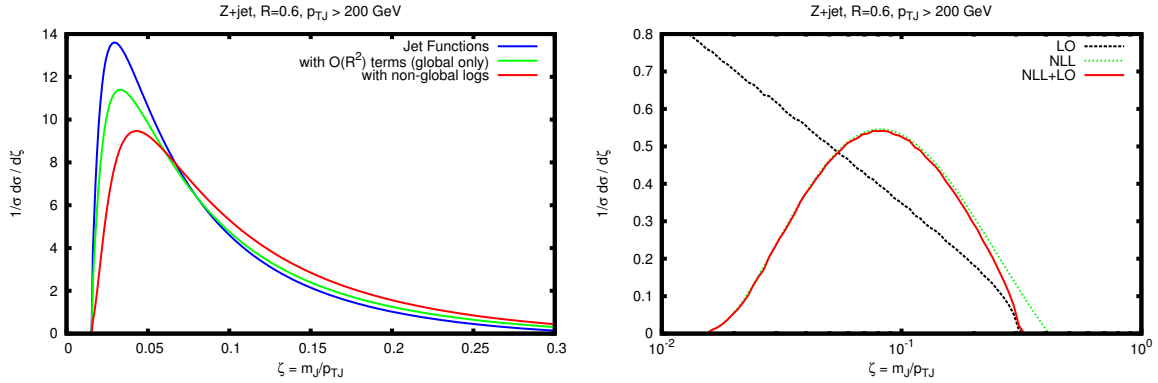 Z+jet, R=0.6, p_TJ > 200 GeV
1/σ dσ / dζ
14
12
10
8
6
4
2
0
Jet Functions
with O(R²) terms (global only)
with non-global logs
0 0.05 0.1 0.15 0.2 0.25 0.3
ζ = m_J/p_TJ
Z+jet, R=0.6, p_TJ > 200 GeV
1/σ dσ / dζ
0.8
0.7
0.6
0.5
0.4
0.3
0.2
0.1
0
LO
NLL
NLL+LO
10⁻² 10⁻¹ 10⁰
ζ = m_J/p_TJ